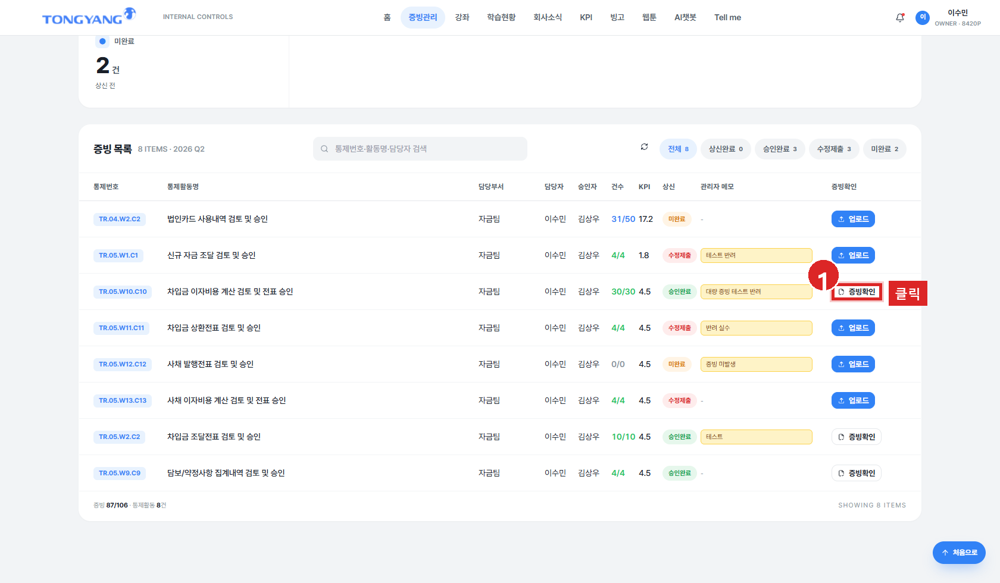 TONGYANG INTERNAL CONTROLS 홈 증빙관리 강좌 학습현황 회사소식 KPI 빙고 웹툰 AI챗봇 Tell me 이 이수민
OWNER · 8420P
미완료
2 건
상신 전
증빙 목록 8 ITEMS · 2026 Q2 통제번호·활동명·담당자 검색 전체 8 상신완료 0 승인완료 3 수정제출 3 미완료 2
통제번호 통제활동명 담당부서 담당자 승인자 건수 KPI 상신 관리자 메모 증빙확인
TR.04.W2.C2 법인카드 사용내역 검토 및 승인 자금팀 이수민 김상우 31/50 17.2 미완료 - 업로드
TR.05.W1.C1 신규 자금 조달 검토 및 승인 자금팀 이수민 김상우 4/4 1.8 수정제출 테스트 반려 업로드
TR.05.W10.C10 차입금 이자비용 계산 검토 및 전표 승인 자금팀 이수민 김상우 30/30 4.5 승인완료 대량 증빙 테스트 반려 1 증빙확인 클릭
TR.05.W11.C11 차입금 상환전표 검토 및 승인 자금팀 이수민 김상우 4/4 4.5 수정제출 반려 실수 업로드
TR.05.W12.C12 사채 발행전표 검토 및 승인 자금팀 이수민 김상우 0/0 4.5 미완료 증빙 미발생 업로드
TR.05.W13.C13 사채 이자비용 계산 검토 및 전표 승인 자금팀 이수민 김상우 4/4 4.5 수정제출 - 업로드
TR.05.W2.C2 차입금 조달전표 검토 및 승인 자금팀 이수민 김상우 10/10 4.5 승인완료 테스트 증빙확인
TR.05.W9.C9 담보/약정사항 집계내역 검토 및 승인 자금팀 이수민 김상우 4/4 4.5 승인완료 - 증빙확인
증빙 87/106 · 통제활동 8건 SHOWING 8 ITEMS
처음으로